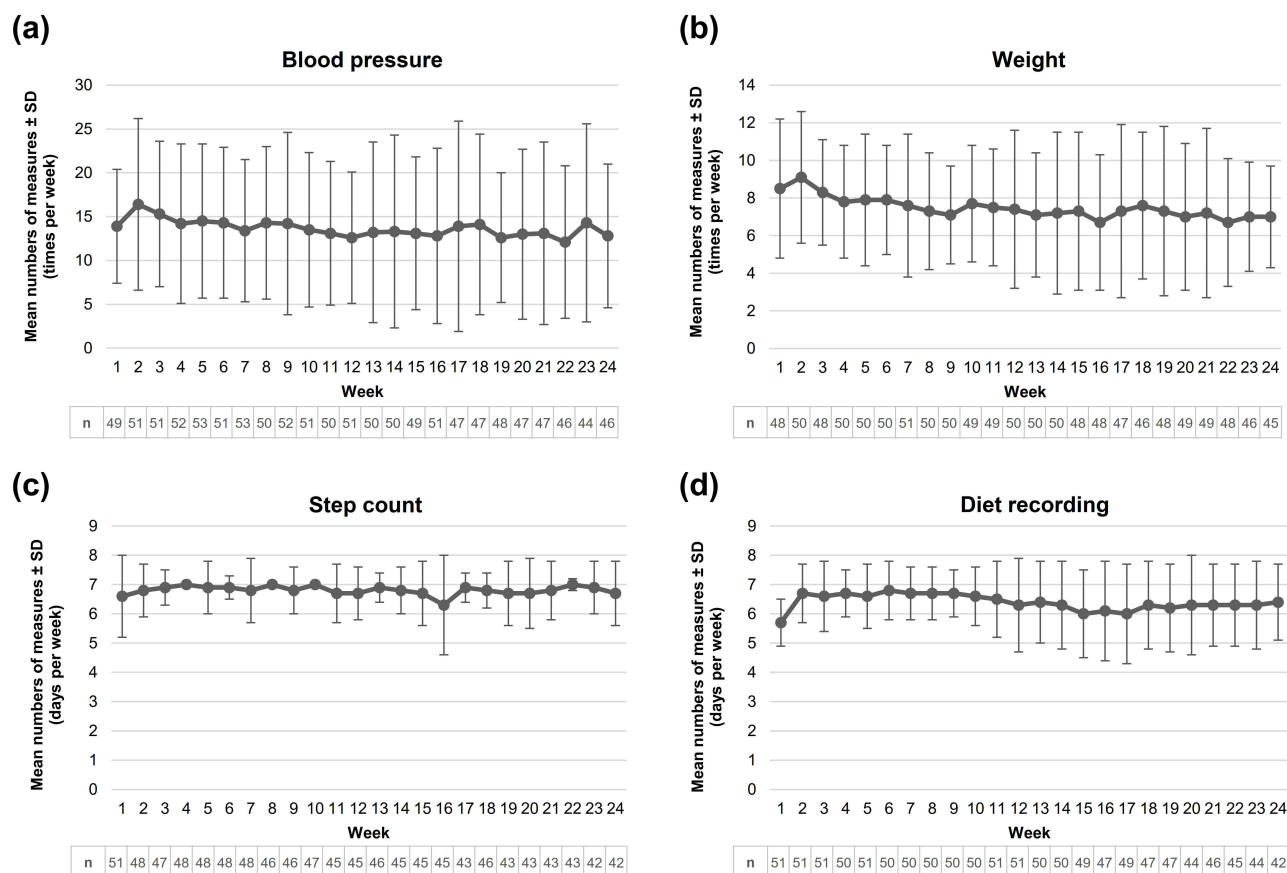 (a)
Blood pressure
Mean numbers of measures ± SD
(times per week)
30
25
20
15
10
5
0
1 2 3 4 5 6 7 8 9 10 11 12 13 14 15 16 17 18 19 20 21 22 23 24
Week
n 49 51 51 52 53 51 53 50 52 51 50 51 50 50 49 51 47 47 48 47 47 46 44 46
(b)
Weight
Mean numbers of measures ± SD
(times per week)
14
12
10
8
6
4
2
0
1 2 3 4 5 6 7 8 9 10 11 12 13 14 15 16 17 18 19 20 21 22 23 24
Week
n 48 50 48 50 50 50 51 50 50 49 49 50 50 50 48 48 47 46 48 49 49 48 46 45
(c)
Step count
Mean numbers of measures ± SD
(days per week)
9
8
7
6
5
4
3
2
1
0
1 2 3 4 5 6 7 8 9 10 11 12 13 14 15 16 17 18 19 20 21 22 23 24
Week
n 51 48 47 48 48 48 48 46 46 47 45 45 46 45 45 45 43 46 43 43 43 43 42 42
(d)
Diet recording
Mean numbers of measures ± SD
(days per week)
9
8
7
6
5
4
3
2
1
0
1 2 3 4 5 6 7 8 9 10 11 12 13 14 15 16 17 18 19 20 21 22 23 24
Week
n 51 51 51 50 51 50 50 50 50 50 51 51 50 50 49 47 49 47 47 44 46 45 44 42